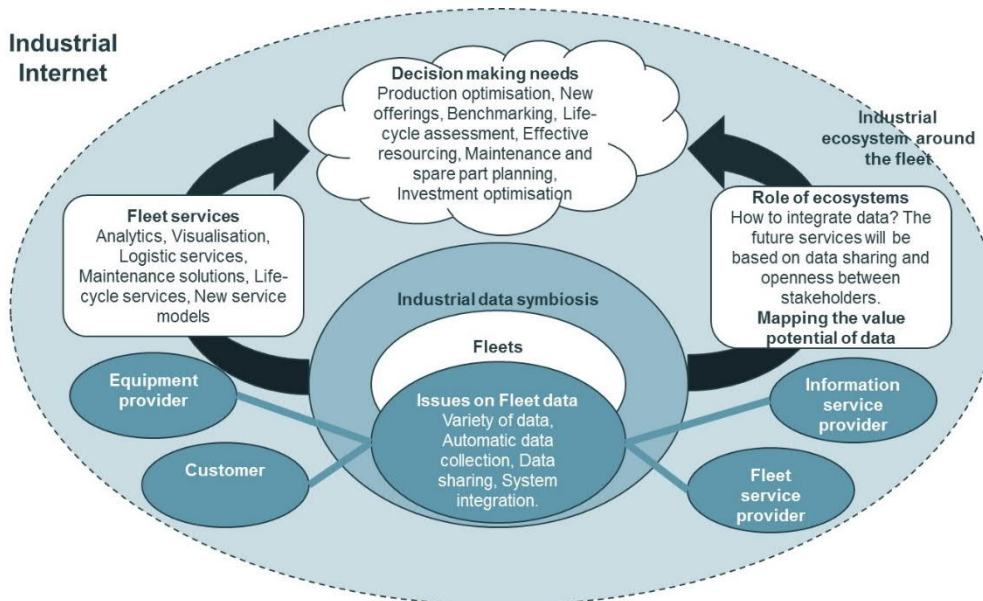 Industrial
Internet
Decision making needs
Production optimisation, New
offerings, Benchmarking, Life-
cycle assessment, Effective
resourcing, Maintenance and
spare part planning,
Investment optimisation
Industrial
ecosystem around
the fleet
Fleet services
Analytics, Visualisation,
Logistic services,
Maintenance solutions, Life-
cycle services, New service
models
Role of ecosystems
How to integrate data? The
future services will be
based on data sharing and
openness between
stakeholders.
Mapping the value
potential of data
Industrial data symbiosis
Fleets
Issues on Fleet data
Variety of data,
Automatic data
collection, Data
sharing, System
integration.
Equipment
provider
Customer
Information
service
provider
Fleet
service
provider